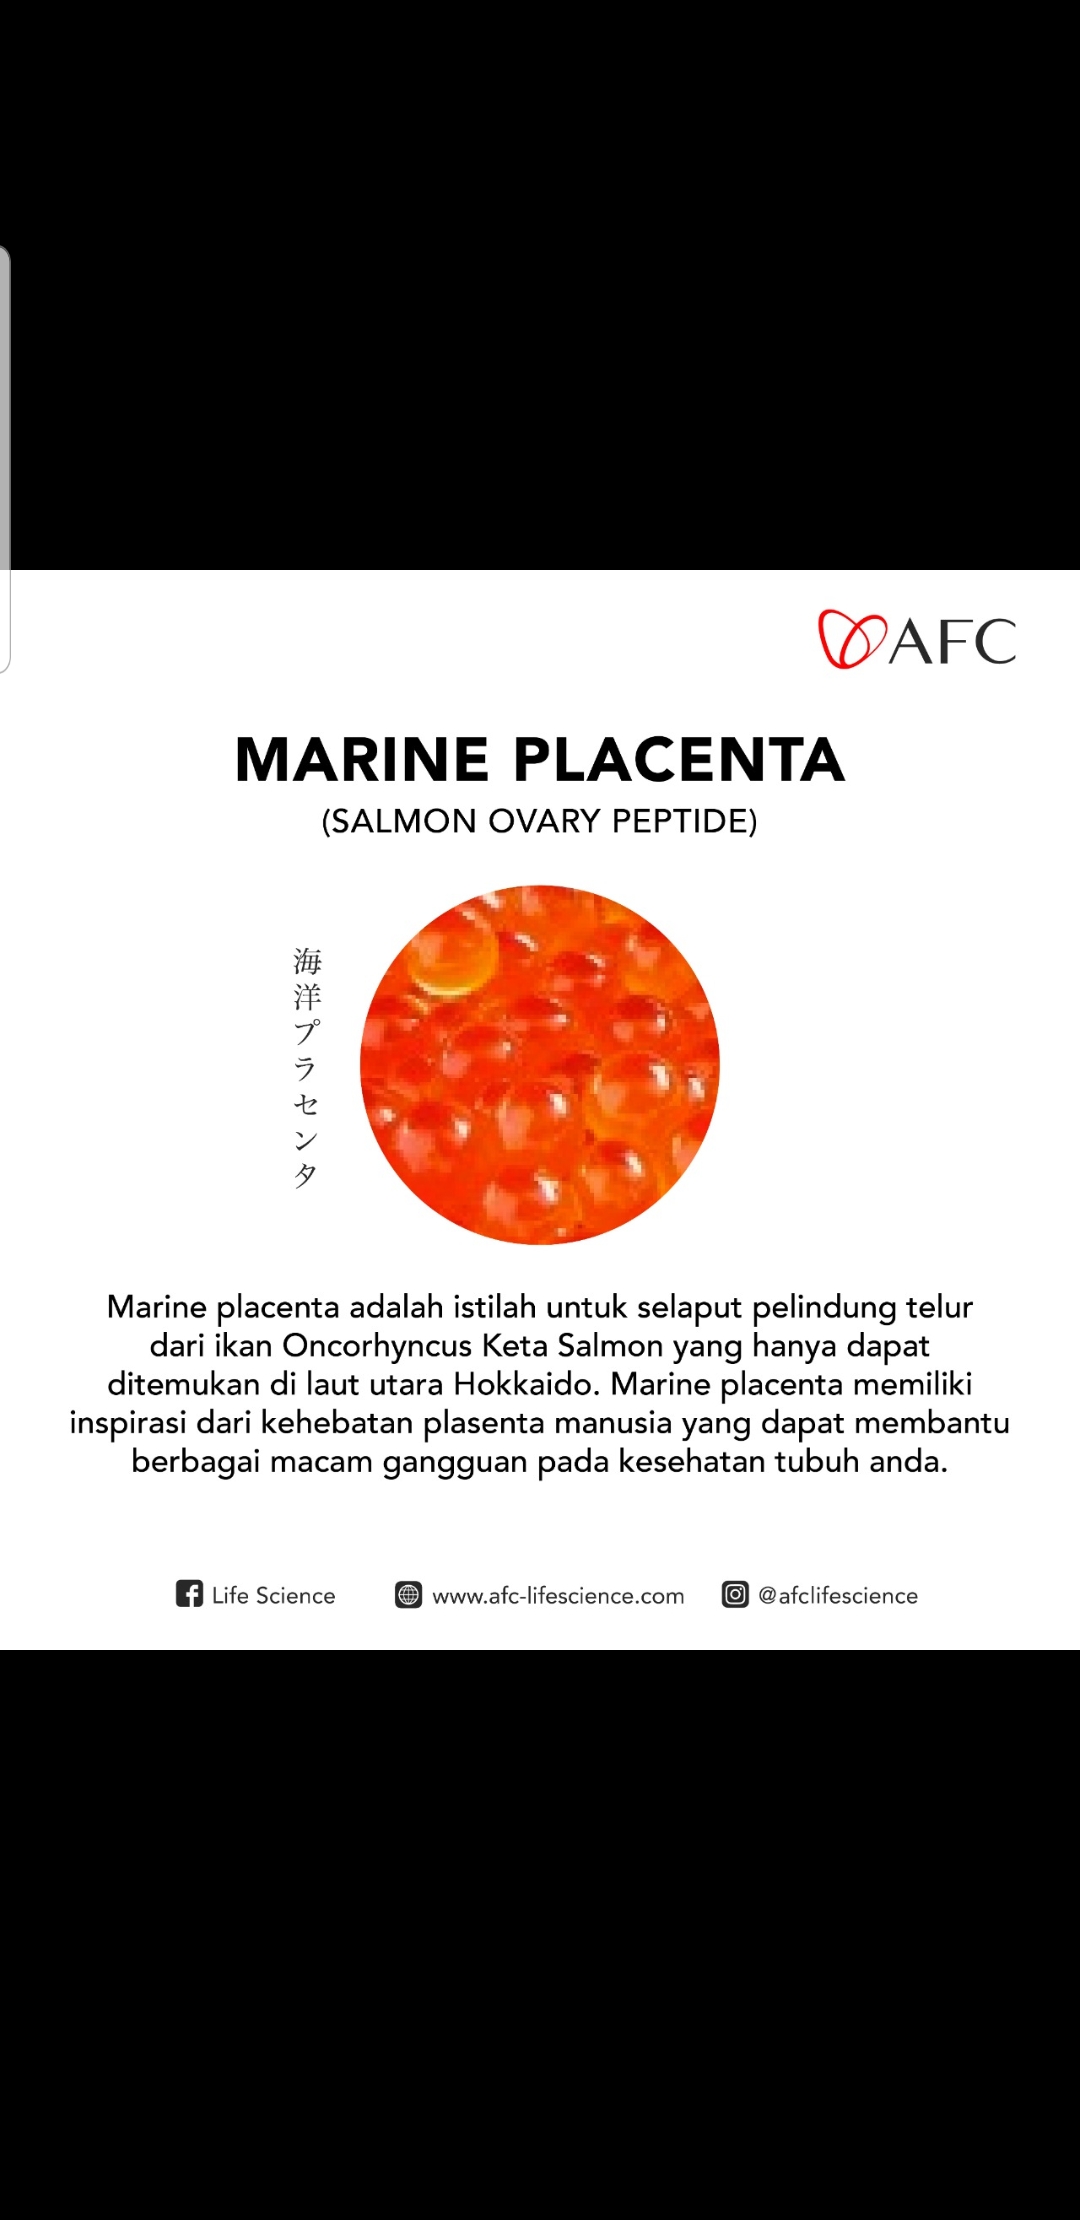 AFC
MARINE PLACENTA
(SALMON OVARY PEPTIDE)
海洋プラセンタ
Marine placenta adalah istilah untuk selaput pelindung telur
dari ikan Oncorhyncus Keta Salmon yang hanya dapat
ditemukan di laut utara Hokkaido. Marine placenta memiliki
inspirasi dari kehebatan plasenta manusia yang dapat membantu
berbagai macam gangguan pada kesehatan tubuh anda.
Life Science www.afc-lifescience.com @afclifescience